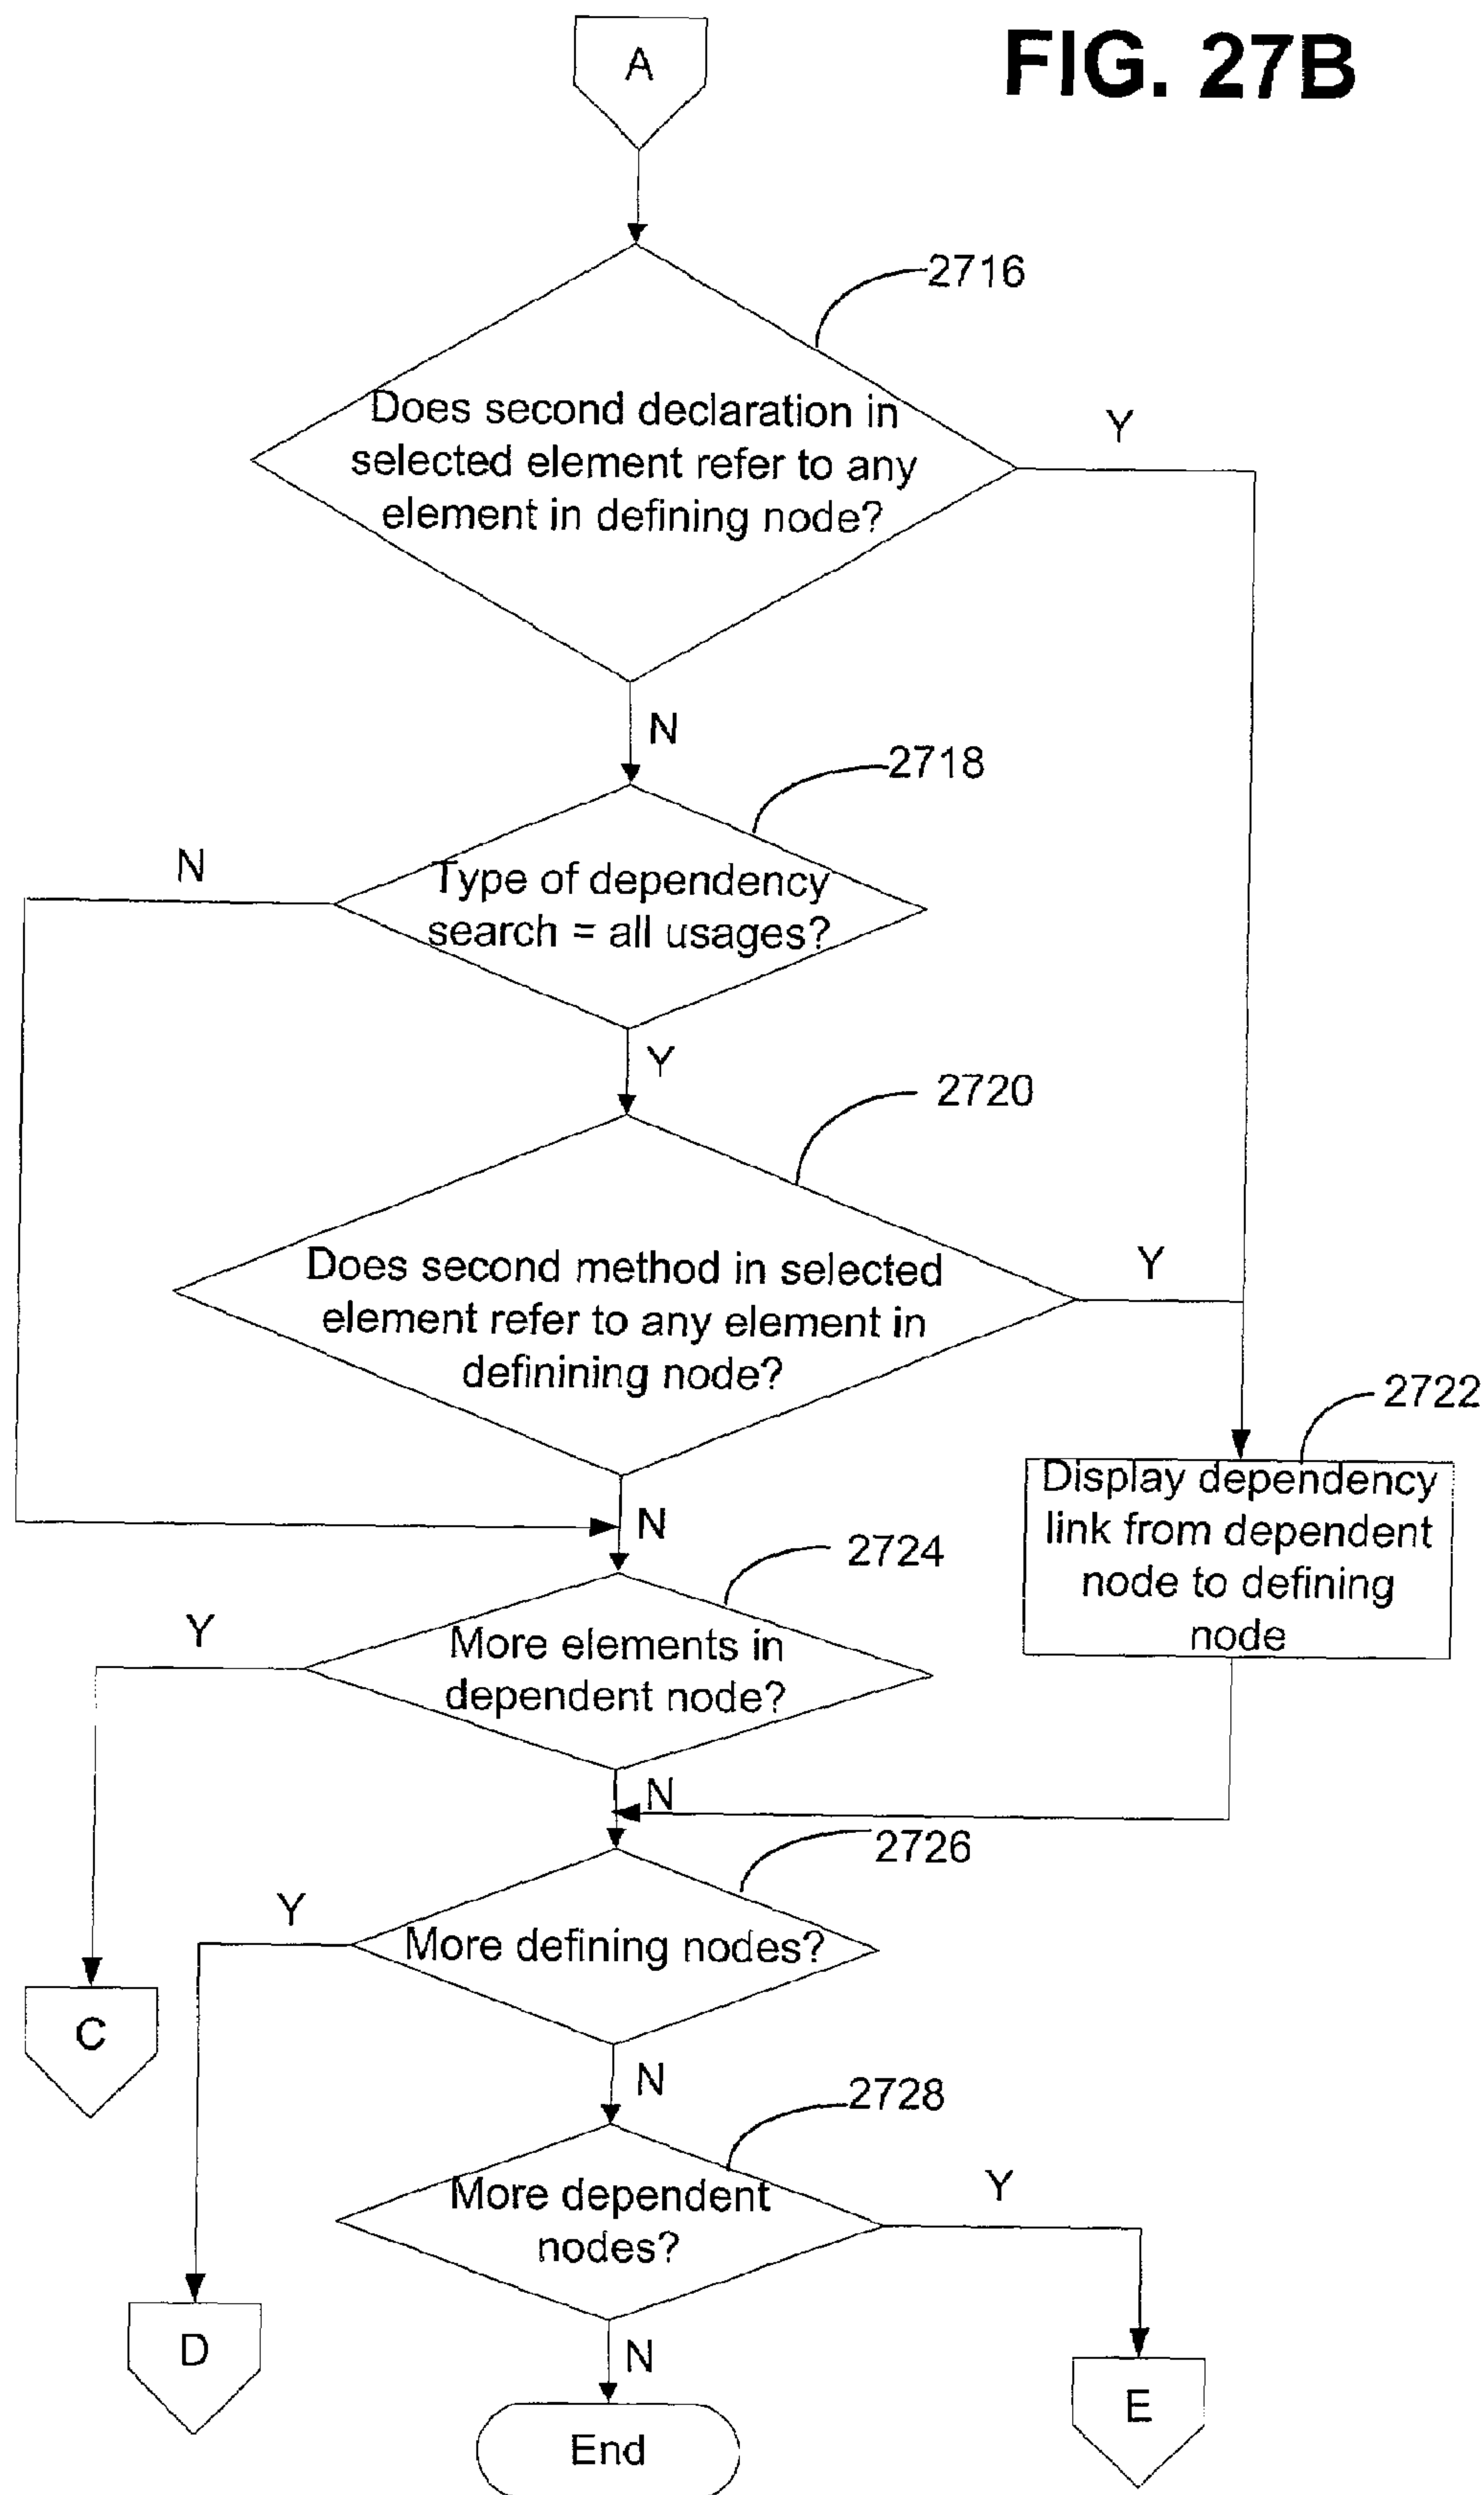 FIG. 27B
A
2716
Does second declaration in
selected element refer to any
element in defining node?
Y
N
2718
N
Type of dependency
search = all usages?
Y
2720
Does second method in selected
element refer to any element in
definining node?
Y
2722
Display dependency
link from dependent
node to defining
node
N
2724
Y
More elements in
dependent node?
N
2726
Y
More defining nodes?
C
N
2728
More dependent
nodes?
Y
D
N
E
End